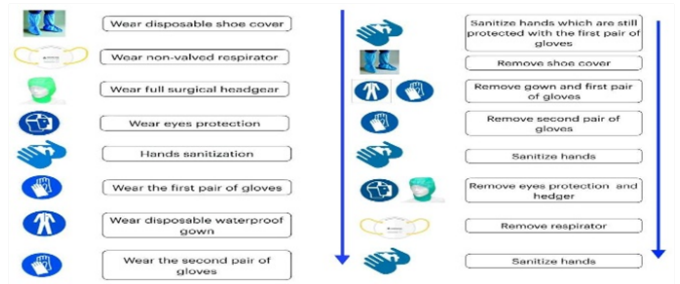 Wear disposable shoe cover
Wear non-valved respirator
Wear full surgical headgear
Wear eyes protection
Hands sanitization
Wear the first pair of gloves
Wear disposable waterproof
gown
Wear the second pair of
gloves
Sanitize hands which are still
protected with the first pair of
gloves
Remove shoe cover
Remove gown and first pair
of gloves
Remove second pair of
gloves
Sanitize hands
Remove eyes protection and
hedger
Remove respirator
Sanitize hands